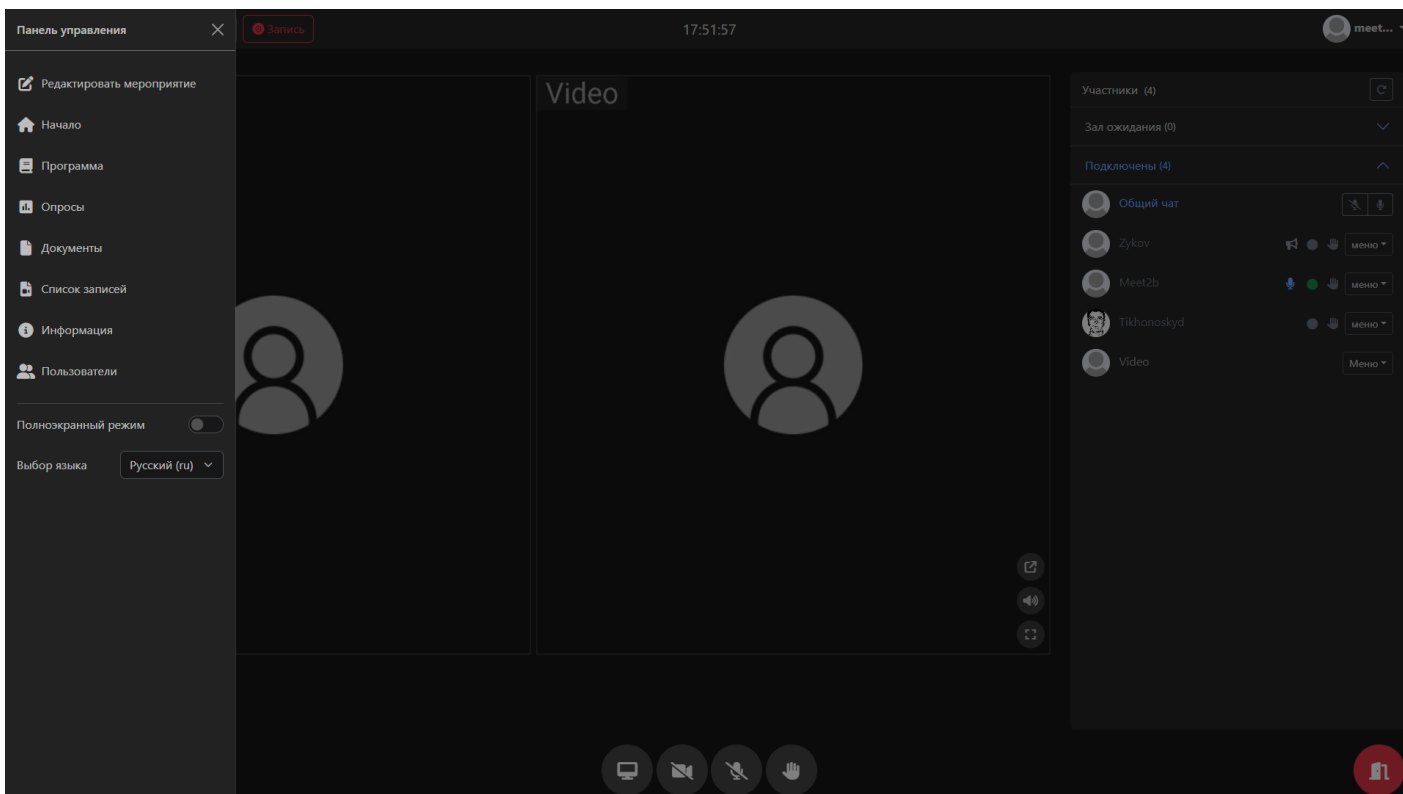 Панель управления
Запись
17:51:57
meet...
Редактировать мероприятие
Начало
Программа
Опросы
Документы
Список записей
Информация
Пользователи
Полноэкранный режим
Выбор языка Русский (ru)
Video
Участники (4)
Зал ожидания (0)
Подключены (4)
Общий чат
Zykov меню
Meet2b меню
Tikhonoskyd меню
Video Меню